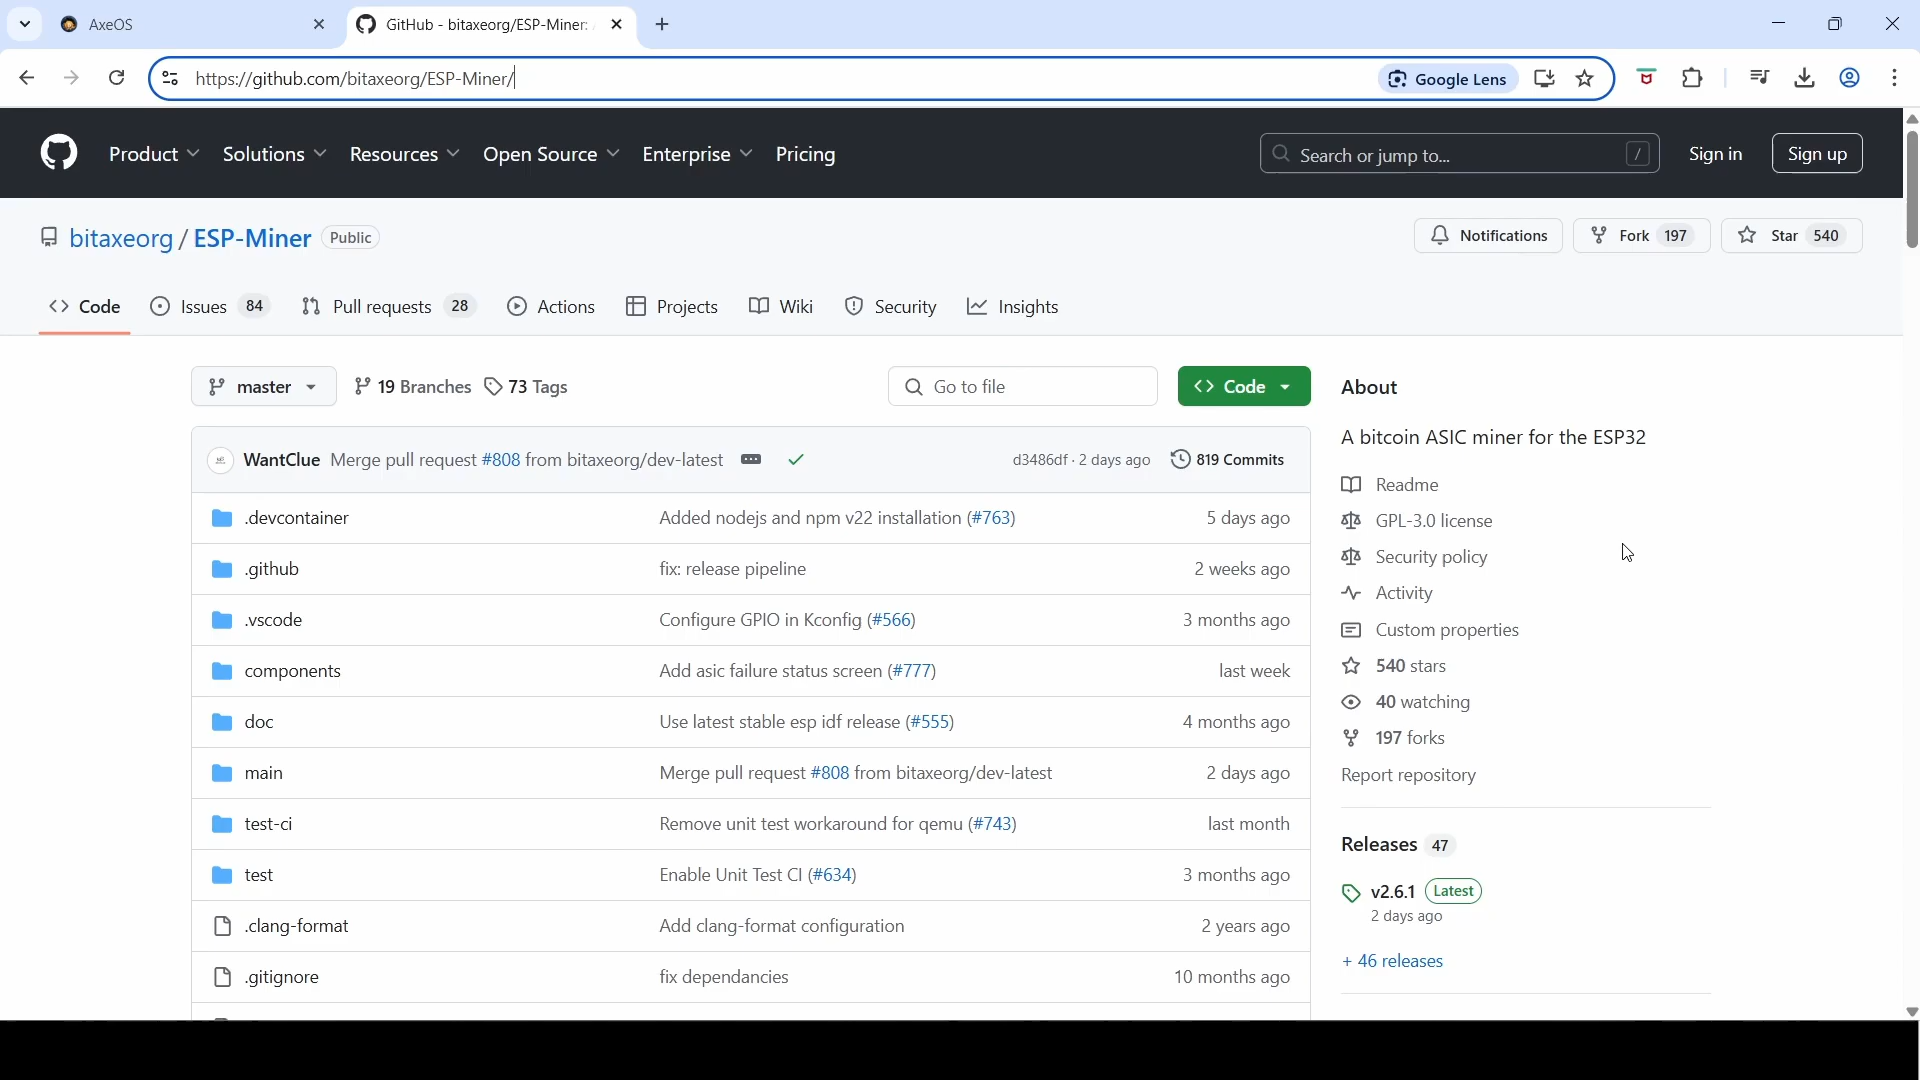 AxeOS
GitHub - bitaxeorg/ESP-Miner:
https://github.com/bitaxeorg/ESP-Miner/
Google Lens
Product
Solutions
Resources
Open Source
Enterprise
Pricing
Search or jump to...
/
Sign in
Sign up
bitaxeorg / ESP-Miner Public
Notifications
Fork 197
Star 540
Code
Issues 84
Pull requests 28
Actions
Projects
Wiki
Security
Insights
master
19 Branches
73 Tags
Go to file
Code
About
WantClue Merge pull request #808 from bitaxeorg/dev-latest
d3486df · 2 days ago
819 Commits
A bitcoin ASIC miner for the ESP32
.devcontainer Added nodejs and npm v22 installation (#763) 5 days ago
.github fix: release pipeline 2 weeks ago
.vscode Configure GPIO in Kconfig (#566) 3 months ago
components Add asic failure status screen (#777) last week
doc Use latest stable esp idf release (#555) 4 months ago
main Merge pull request #808 from bitaxeorg/dev-latest 2 days ago
test-ci Remove unit test workaround for qemu (#743) last month
test Enable Unit Test CI (#634) 3 months ago
.clang-format Add clang-format configuration 2 years ago
.gitignore fix dependancies 10 months ago
Readme
GPL-3.0 license
Security policy
Activity
Custom properties
540 stars
40 watching
197 forks
Report repository
Releases 47
v2.6.1 Latest
2 days ago
+ 46 releases